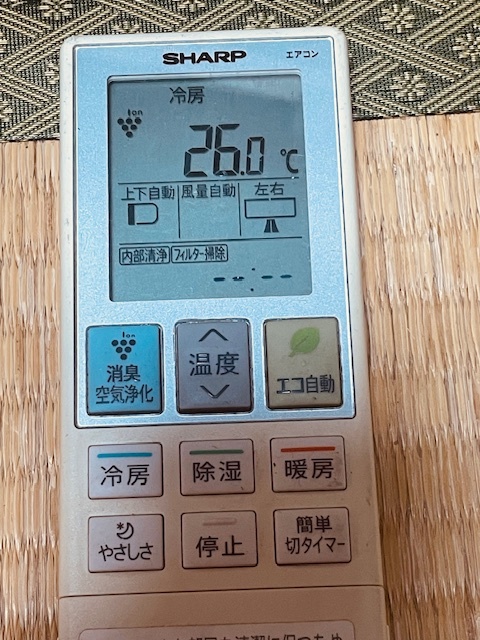 SHARP
エアコン
冷房
Ion
26.0 ℃
上下自動 風量自動 左右
内部清浄 フィルター掃除
--:--
Ion
消臭
空気浄化
温度
エコ自動
冷房
除湿
暖房
やさしさ
停止
簡単
切タイマー